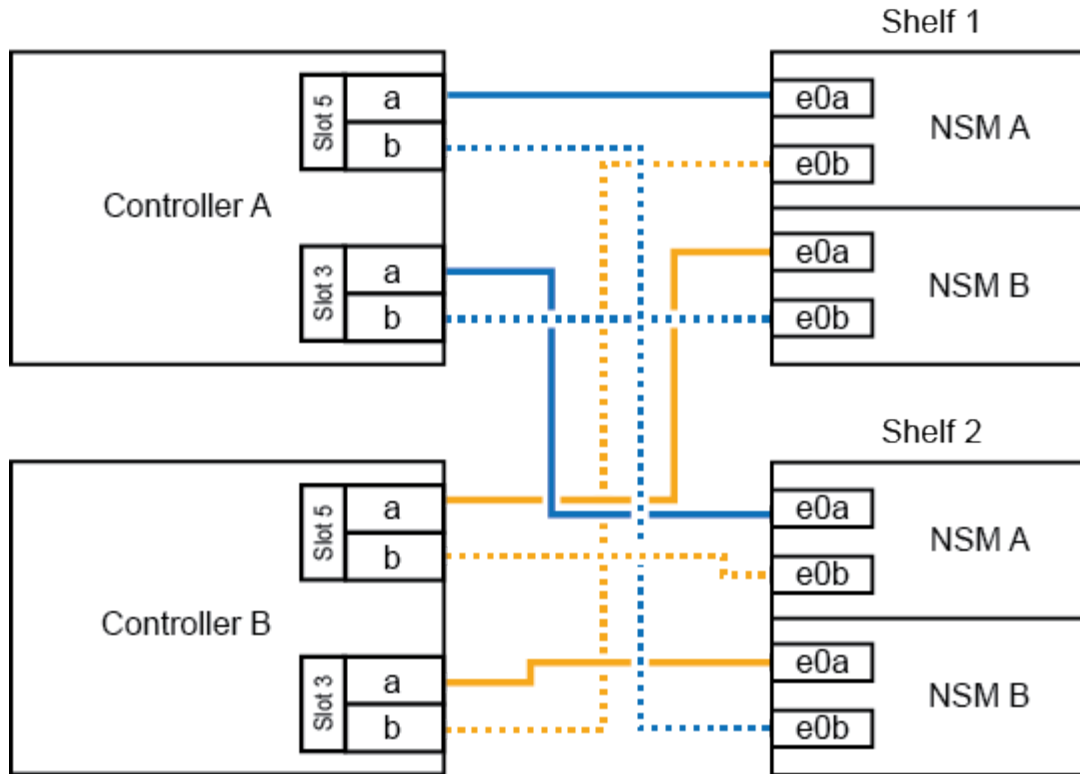 Shelf 1
Controller A
Slot 5
a
b
Slot 3
a
b
e0a
e0b
NSM A
e0a
e0b
NSM B
Shelf 2
Controller B
Slot 5
a
b
Slot 3
a
b
e0a
e0b
NSM A
e0a
e0b
NSM B